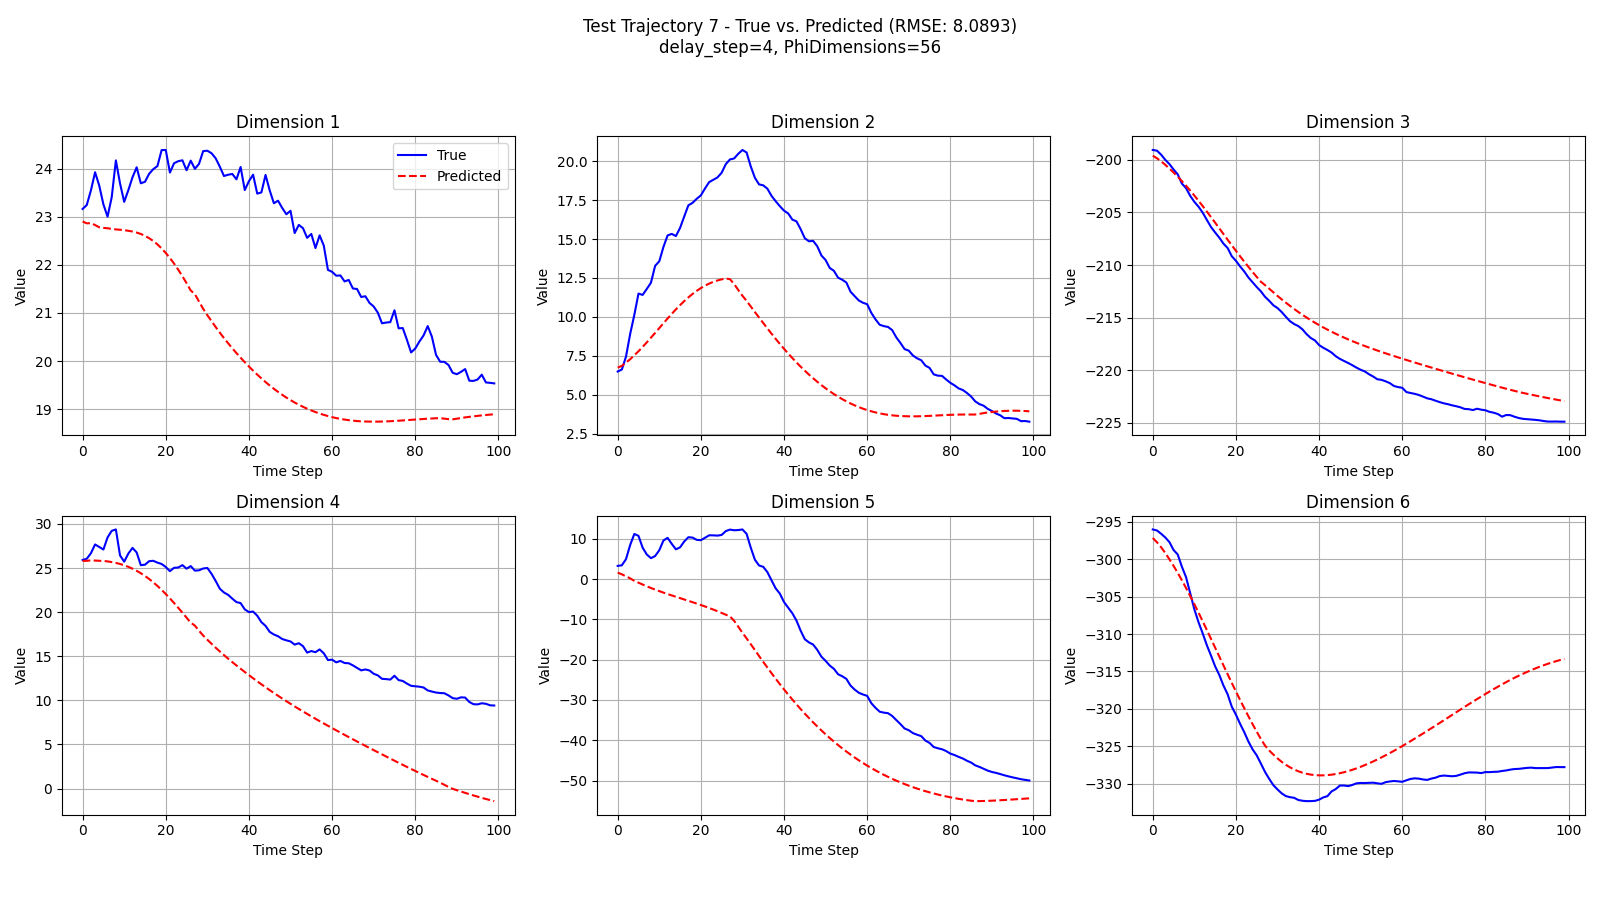 Test Trajectory 7 - True vs. Predicted (RMSE: 8.0893)
delay_step=4, PhiDimensions=56
Dimension 1
Value
24
23
22
21
20
19
0 20 40 60 80 100
Time Step
True
Predicted
Dimension 2
Value
20.0
17.5
15.0
12.5
10.0
7.5
5.0
2.5
0 20 40 60 80 100
Time Step
Dimension 3
Value
−200
−205
−210
−215
−220
−225
0 20 40 60 80 100
Time Step
Dimension 4
Value
30
25
20
15
10
5
0
0 20 40 60 80 100
Time Step
Dimension 5
Value
10
0
−10
−20
−30
−40
−50
0 20 40 60 80 100
Time Step
Dimension 6
Value
−295
−300
−305
−310
−315
−320
−325
−330
0 20 40 60 80 100
Time Step